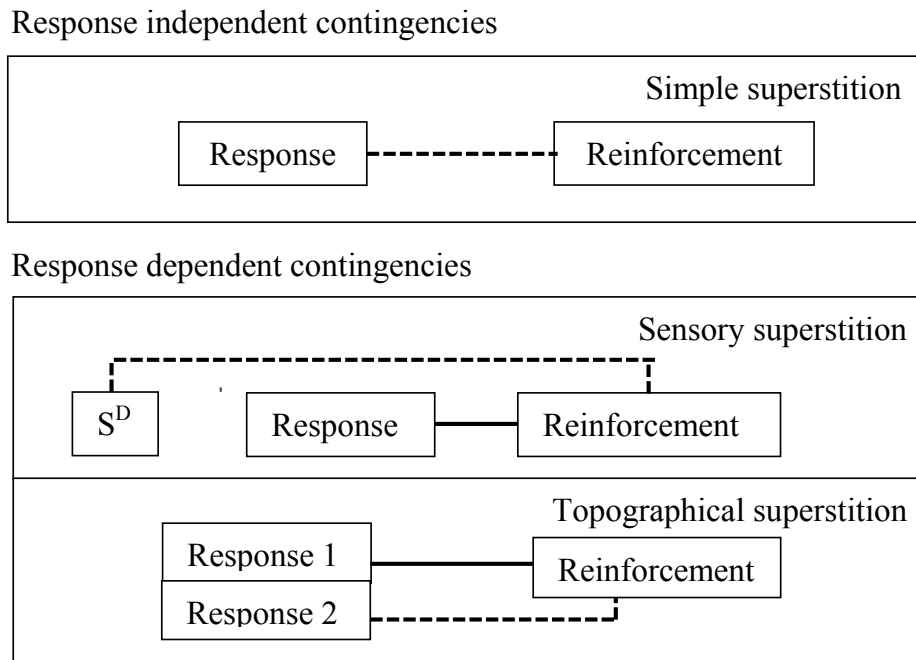 Response independent contingencies
Simple superstition
Response Reinforcement
Response dependent contingencies
Sensory superstition
S^D Response Reinforcement
Topographical superstition
Response 1
Reinforcement
Response 2